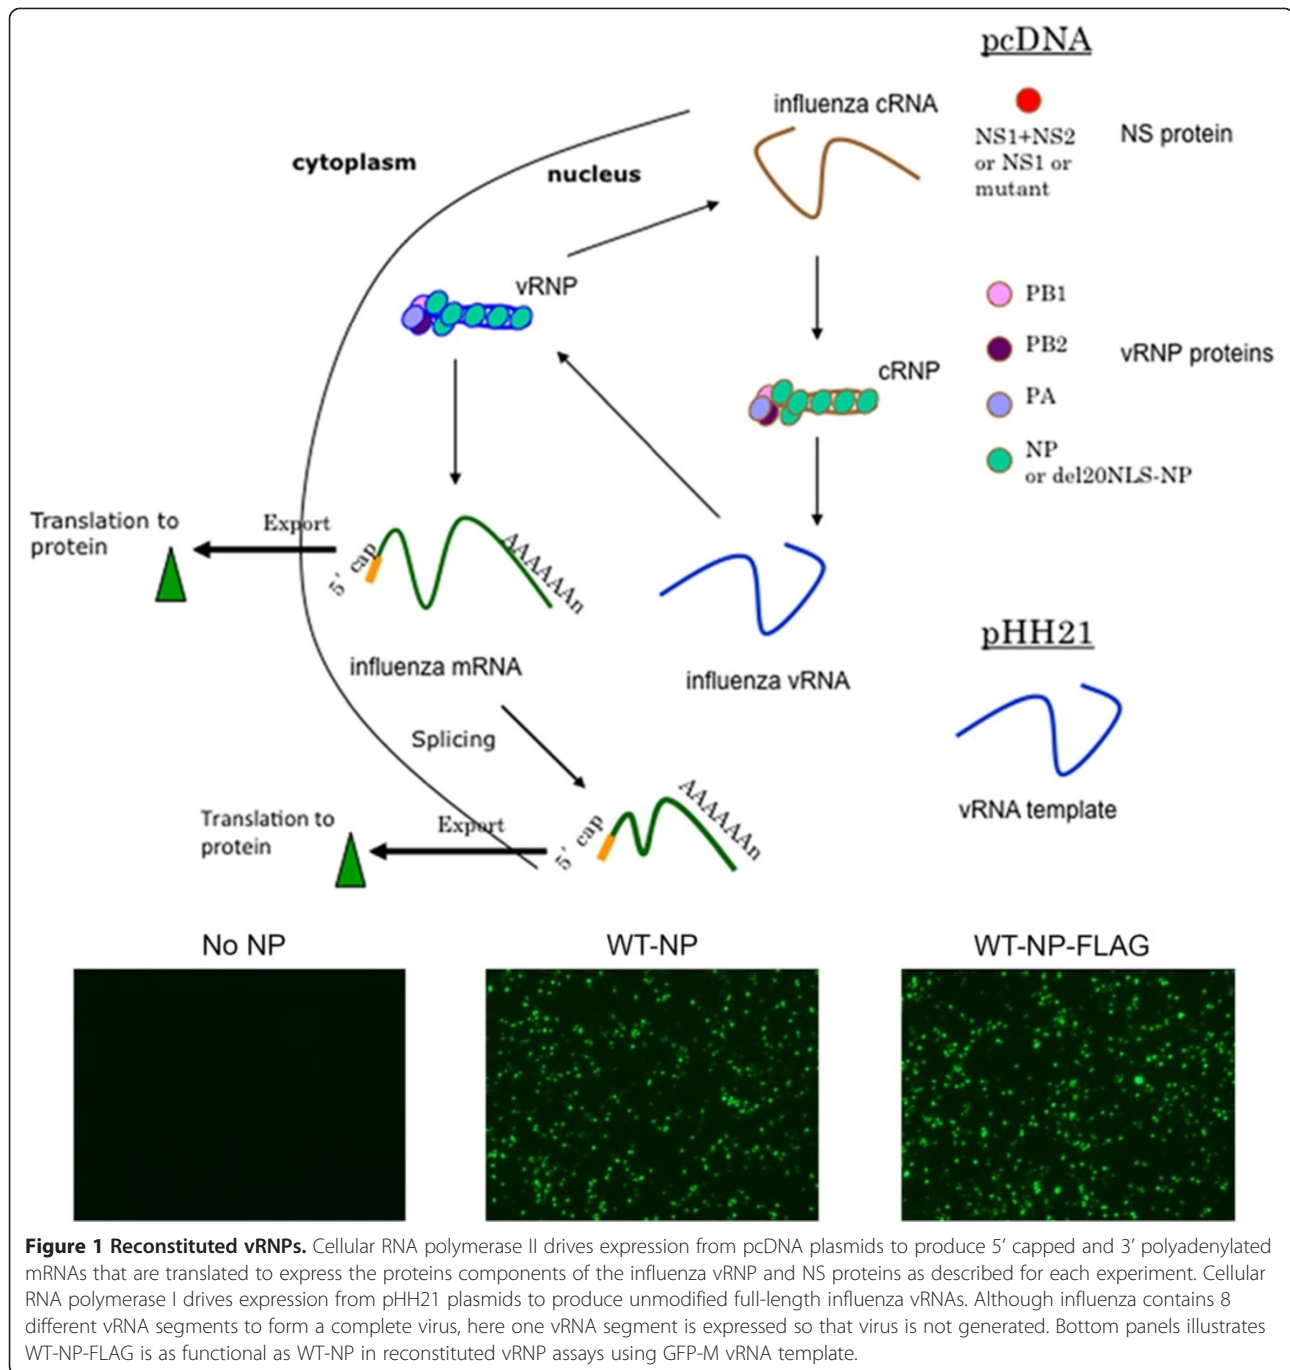 pcDNA
influenza cRNA
NS1+NS2
or NS1 or
mutant
NS protein
cytoplasm
nucleus
vRNP
PB1
PB2
vRNP proteins
PA
NP
or del20NLS-NP
cRNP
Translation to
protein
Export
5' cap
AAAAAAAn
influenza mRNA
influenza vRNA
pHH21
vRNA template
Splicing
Translation to
protein
Export
5' cap
AAAAAAAn
No NP
WT-NP
WT-NP-FLAG
Figure 1 Reconstituted vRNPs. Cellular RNA polymerase II drives expression from pcDNA plasmids to produce 5′ capped and 3′ polyadenylated
mRNAs that are translated to express the proteins components of the influenza vRNP and NS proteins as described for each experiment. Cellular
RNA polymerase I drives expression from pHH21 plasmids to produce unmodified full-length influenza vRNAs. Although influenza contains 8
different vRNA segments to form a complete virus, here one vRNA segment is expressed so that virus is not generated. Bottom panels illustrates
WT-NP-FLAG is as functional as WT-NP in reconstituted vRNP assays using GFP-M vRNA template.